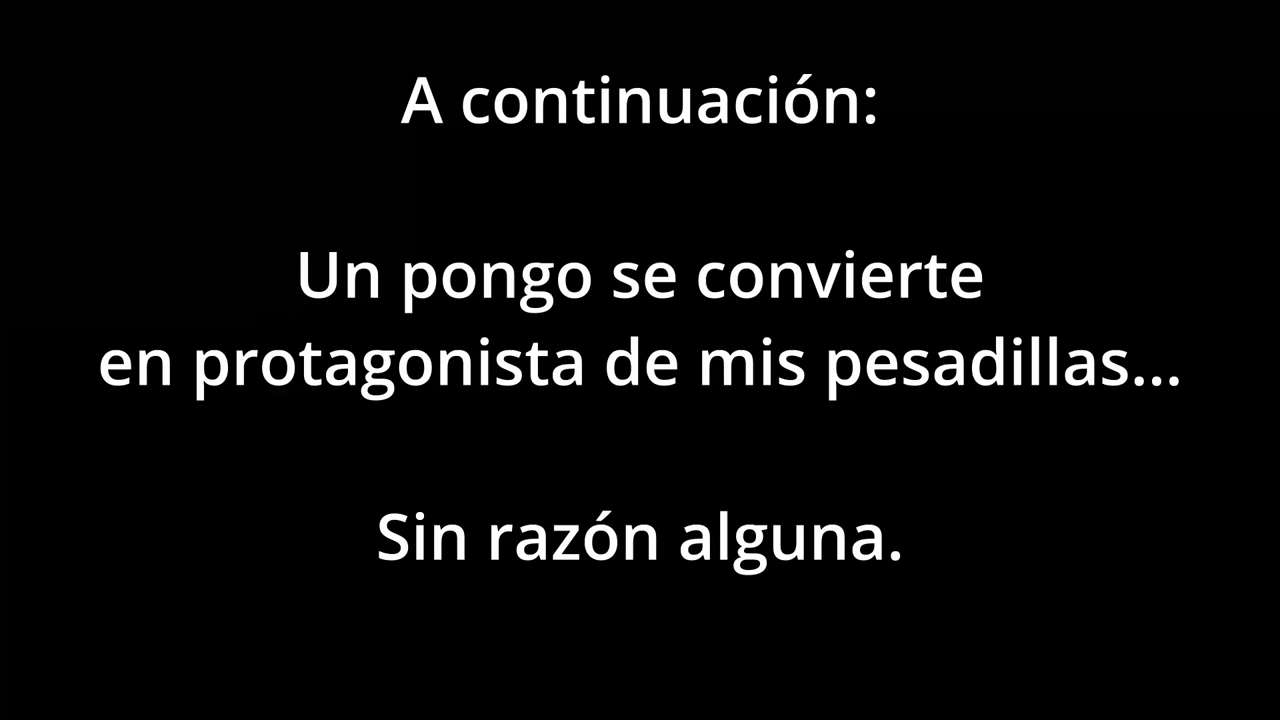 A continuación:
Un pongo se convierte
en protagonista de mis pesadillas...
Sin razón alguna.